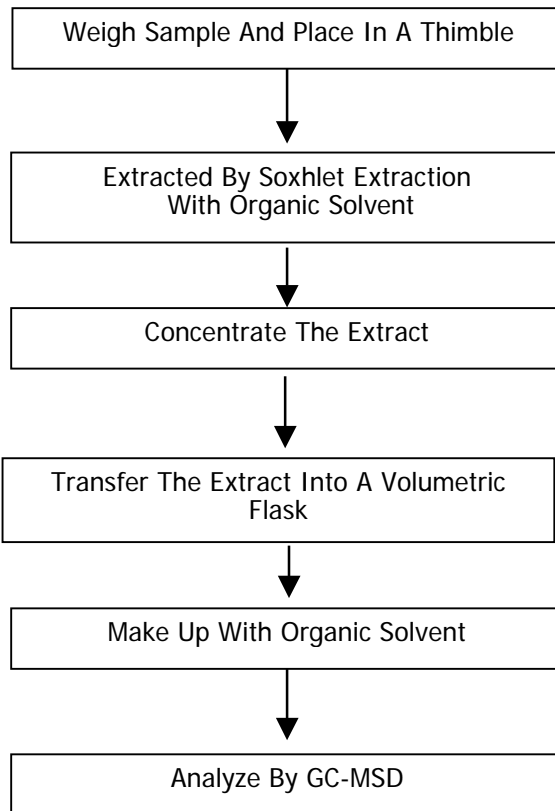 Weigh Sample And Place In A Thimble
Extracted By Soxhlet Extraction
With Organic Solvent
Concentrate The Extract
Transfer The Extract Into A Volumetric
Flask
Make Up With Organic Solvent
Analyze By GC-MSD